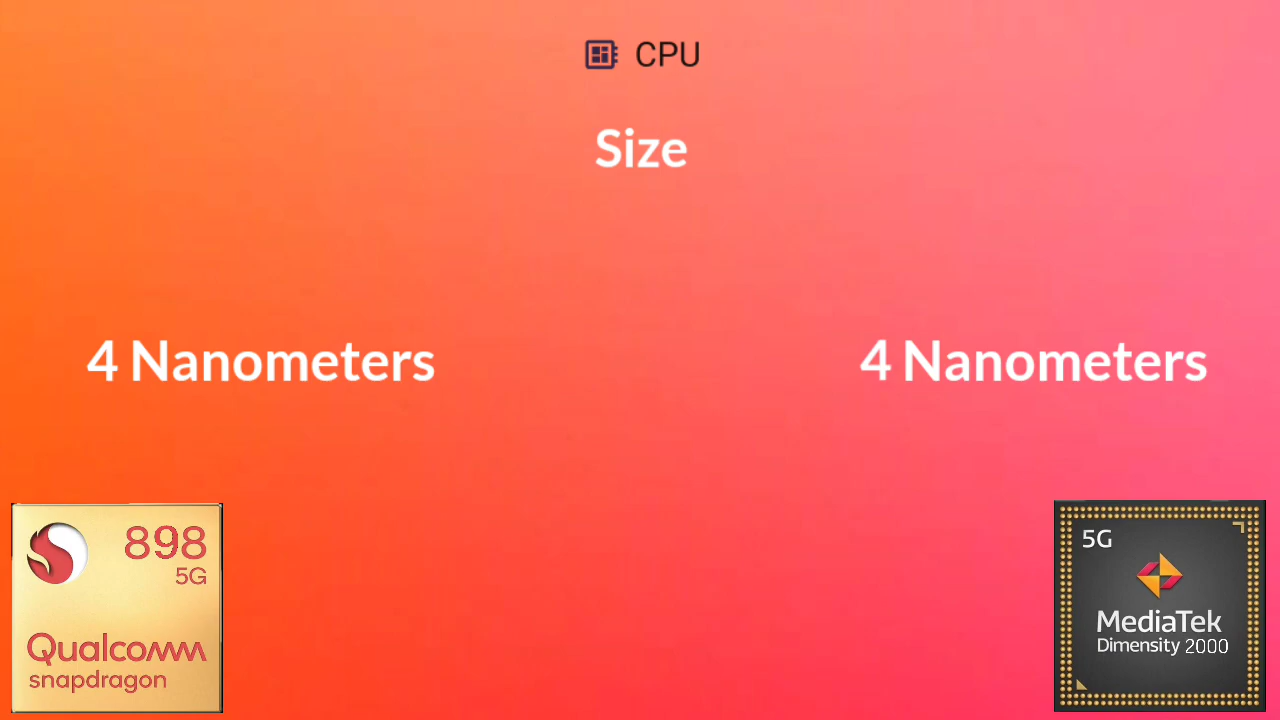 CPU
Size
4 Nanometers
4 Nanometers
898
5G
Qualcomm
snapdragon
5G
MediaTek
Dimensity 2000